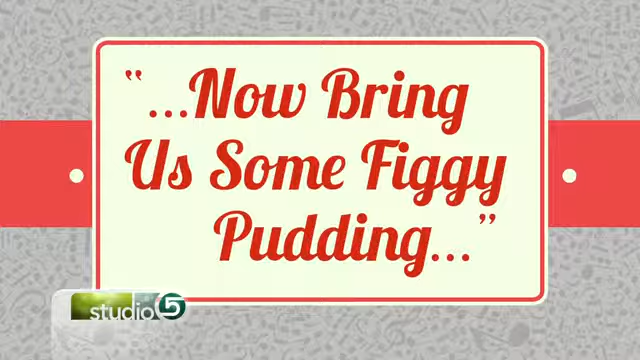 “...Now Bring
Us Some Figgy
Pudding...”
studio 5